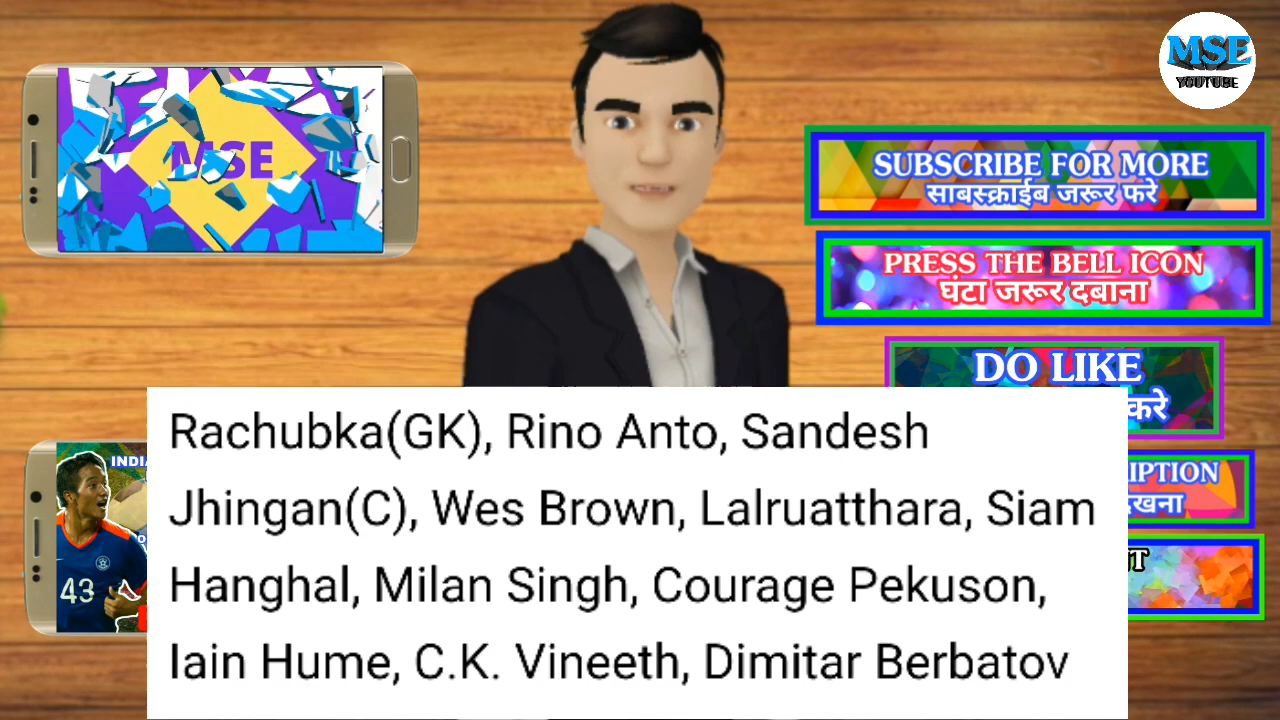 MSE
YOUTUBE
MSE
SUBSCRIBE FOR MORE
साबस्क्राईब जरूर फरे
PRESS THE BELL ICON
घंटा जरूर दबाना
DO LIKE
करे
INDIA
43
Rachubka(GK), Rino Anto, Sandesh
Jhingan(C), Wes Brown, Lalruatthara, Siam
Hanghal, Milan Singh, Courage Pekuson,
Iain Hume, C.K. Vineeth, Dimitar Berbatov